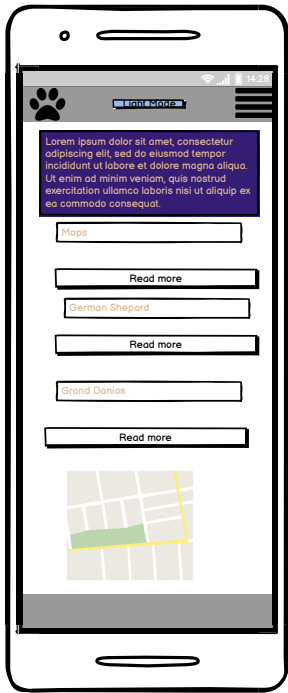 14:28
Light Mode
Lorem ipsum dolor sit amet, consectetur
adipiscing elit, sed do eiusmod tempor
incididunt ut labore et dolore magna aliqua.
Ut enim ad minim veniam, quis nostrud
exercitation ullamco laboris nisi ut aliquip ex
ea commodo consequat.
Mops
Read more
German Shepard
Read more
Grand Danios
Read more